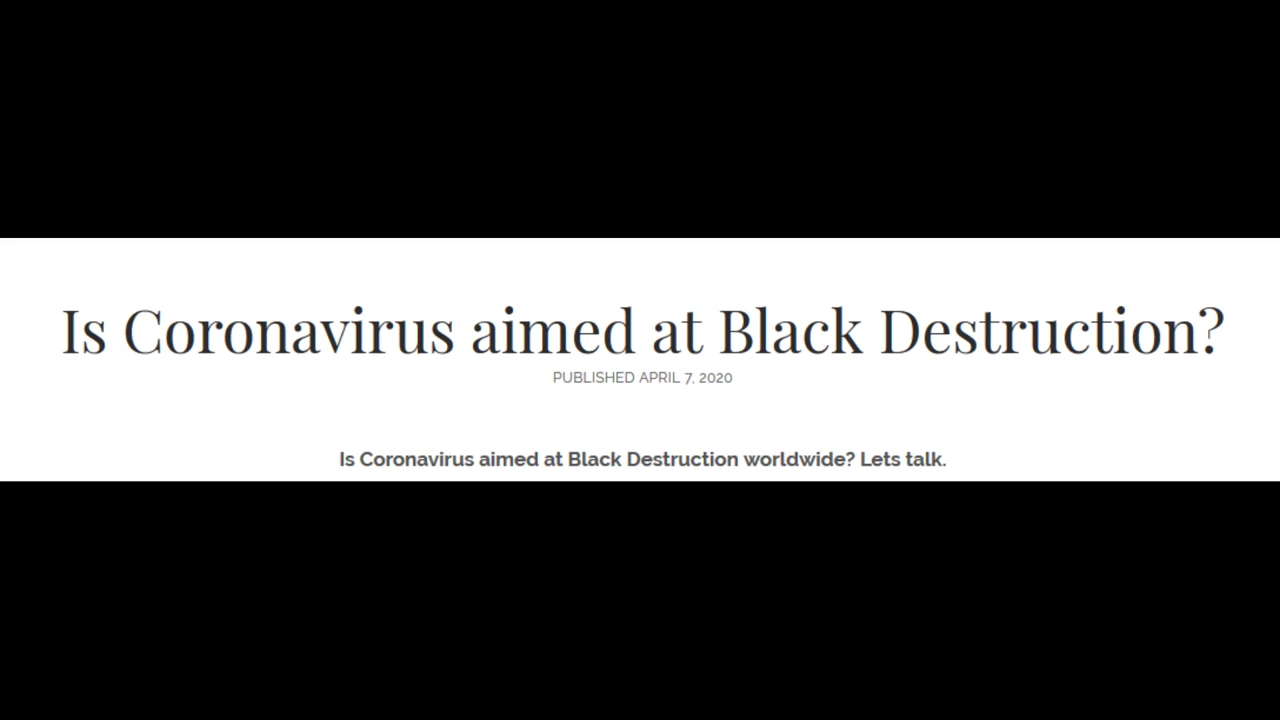 Is Coronavirus aimed at Black Destruction?
PUBLISHED APRIL 7, 2020
Is Coronavirus aimed at Black Destruction worldwide? Lets talk.